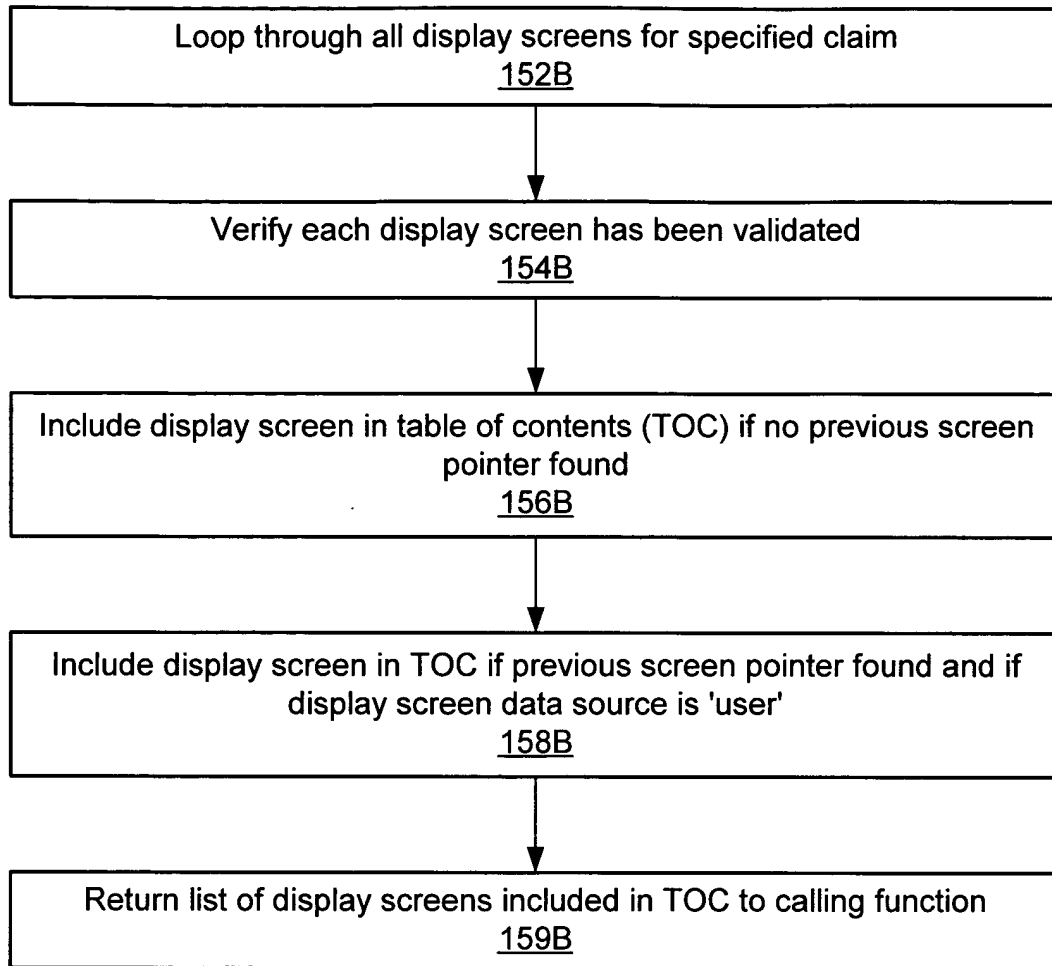 Loop through all display screens for specified claim
152B
Verify each display screen has been validated
154B
Include display screen in table of contents (TOC) if no previous screen
pointer found
156B
Include display screen in TOC if previous screen pointer found and if
display screen data source is 'user'
158B
Return list of display screens included in TOC to calling function
159B